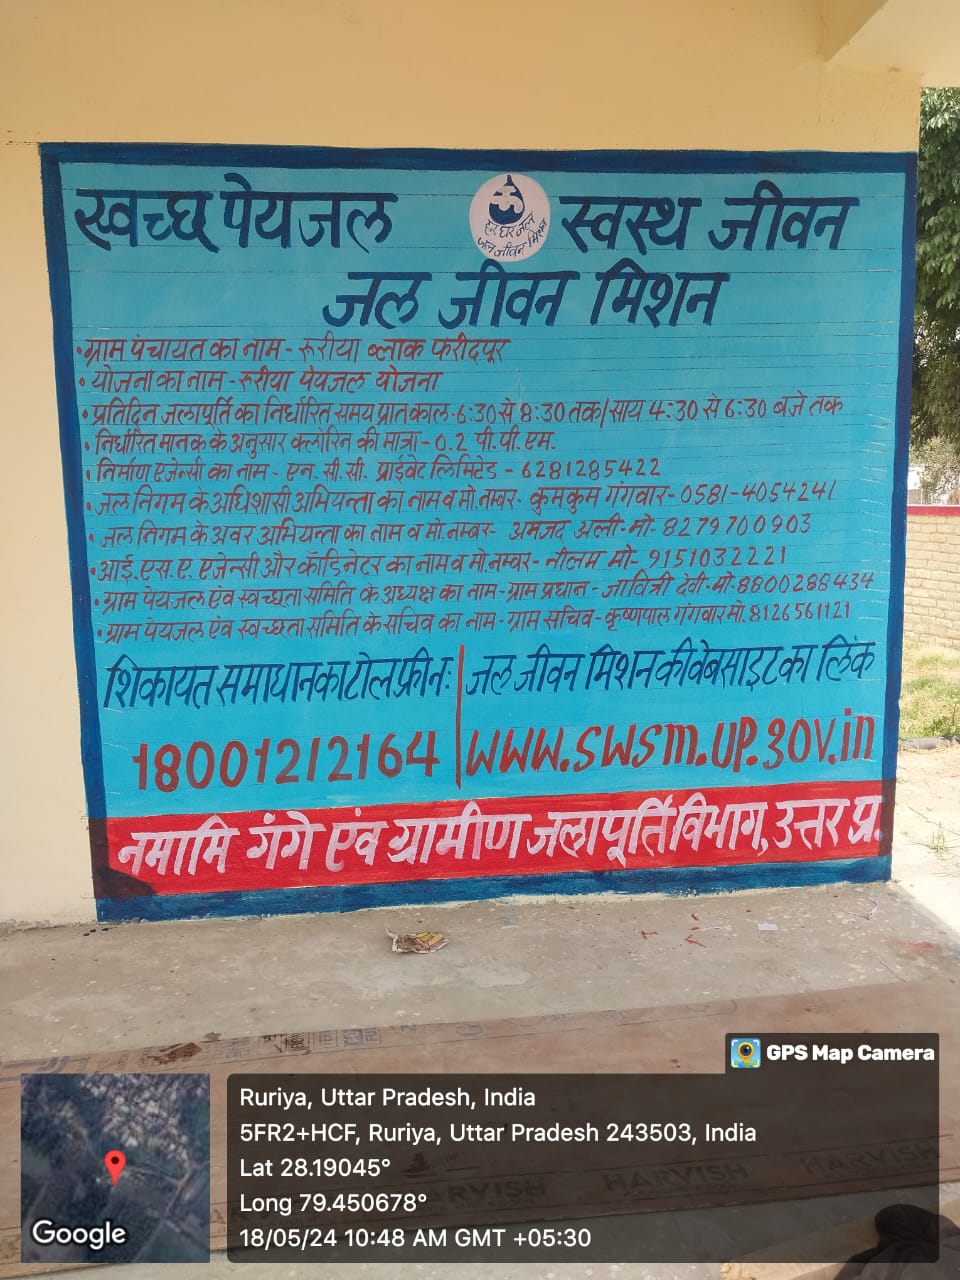 स्वच्छ पेयजल स्वस्थ जीवन
हर घर जल
जल जीवन मिशन
जल जीवन मिशन
• ग्राम पंचायत का नाम - रूरीया ब्लाक फरीदपूर
• योजना का नाम - रूरीया पेयजल योजना
• प्रतिदिन जलापूर्ति का निर्धारित समय प्रातकाल - 6:30 से 8:30 तक/साय 4:30 से 6:30 बजे तक
• निर्धारित मानक के अनुसार क्लोरिन की मात्रा - 0.2 पी.पी.एम.
• निर्माण एजेन्सी का नाम - एन. सी. सी. प्राईवेट लिमिटेड - 6281285422
• जल निगम के अधिशासी अभियन्ता का नाम व मो.नम्बर - कुमकुम गंगवार - 0581-4054241
• जल निगम के अवर अभियन्ता का नाम व मो.नम्बर - अमजद अली - मो - 8279700903
• आई. एस. ए. एजेन्सी और कॉडिनेटर का नाम व मो.नम्बर - नीलम मो - 9151032221
• ग्राम पेयजल एंव स्वच्छता समिति के अध्यक्ष का नाम - ग्राम प्रधान - जावित्री देवी - मो - 8800288434
• ग्राम पेयजल एंव स्वच्छता समिति के सचिव का नाम - ग्राम सचिव - कृष्णपाल गंगवार मो. 8126561121
शिकायत समाधान का टोल फ्री न:
18001212164
जल जीवन मिशन की वेबसाइट का लिंक
www.swsm.up.gov.in
नमामि गंगे एंव ग्रामीण जलापूर्ति विभाग, उत्तर प्र.
GPS Map Camera
Ruriya, Uttar Pradesh, India
5FR2+HCF, Ruriya, Uttar Pradesh 243503, India
Lat 28.19045°
Long 79.450678°
18/05/24 10:48 AM GMT +05:30
Google
HARVISH
HARVISH
HARVISH